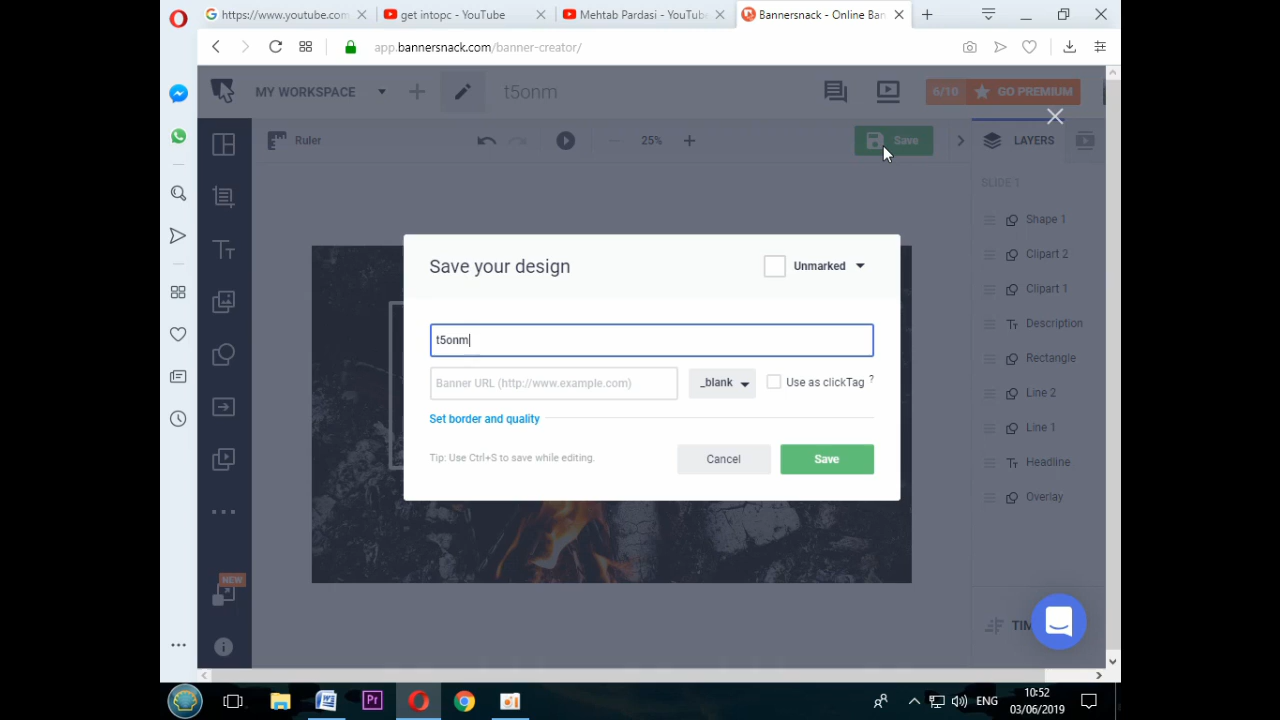 https://www.youtube.com
get intopc - YouTube
Mehtab Pardasi - YouTube
Bannersnack - Online Ban
app.bannersnack.com/banner-creator/
MY WORKSPACE
t5onm
6/10 GO PREMIUM
Ruler
25%
Save
LAYERS
SLIDE 1
Shape 1
Clipart 2
Clipart 1
Description
Rectangle
Line 2
Line 1
Headline
Overlay
Save your design
Unmarked
t5onm
Banner URL (http://www.example.com)
_blank
Use as clickTag ?
Set border and quality
Tip: Use Ctrl+S to save while editing.
Cancel
Save
NEW
TIM
ENG
10:52
03/06/2019